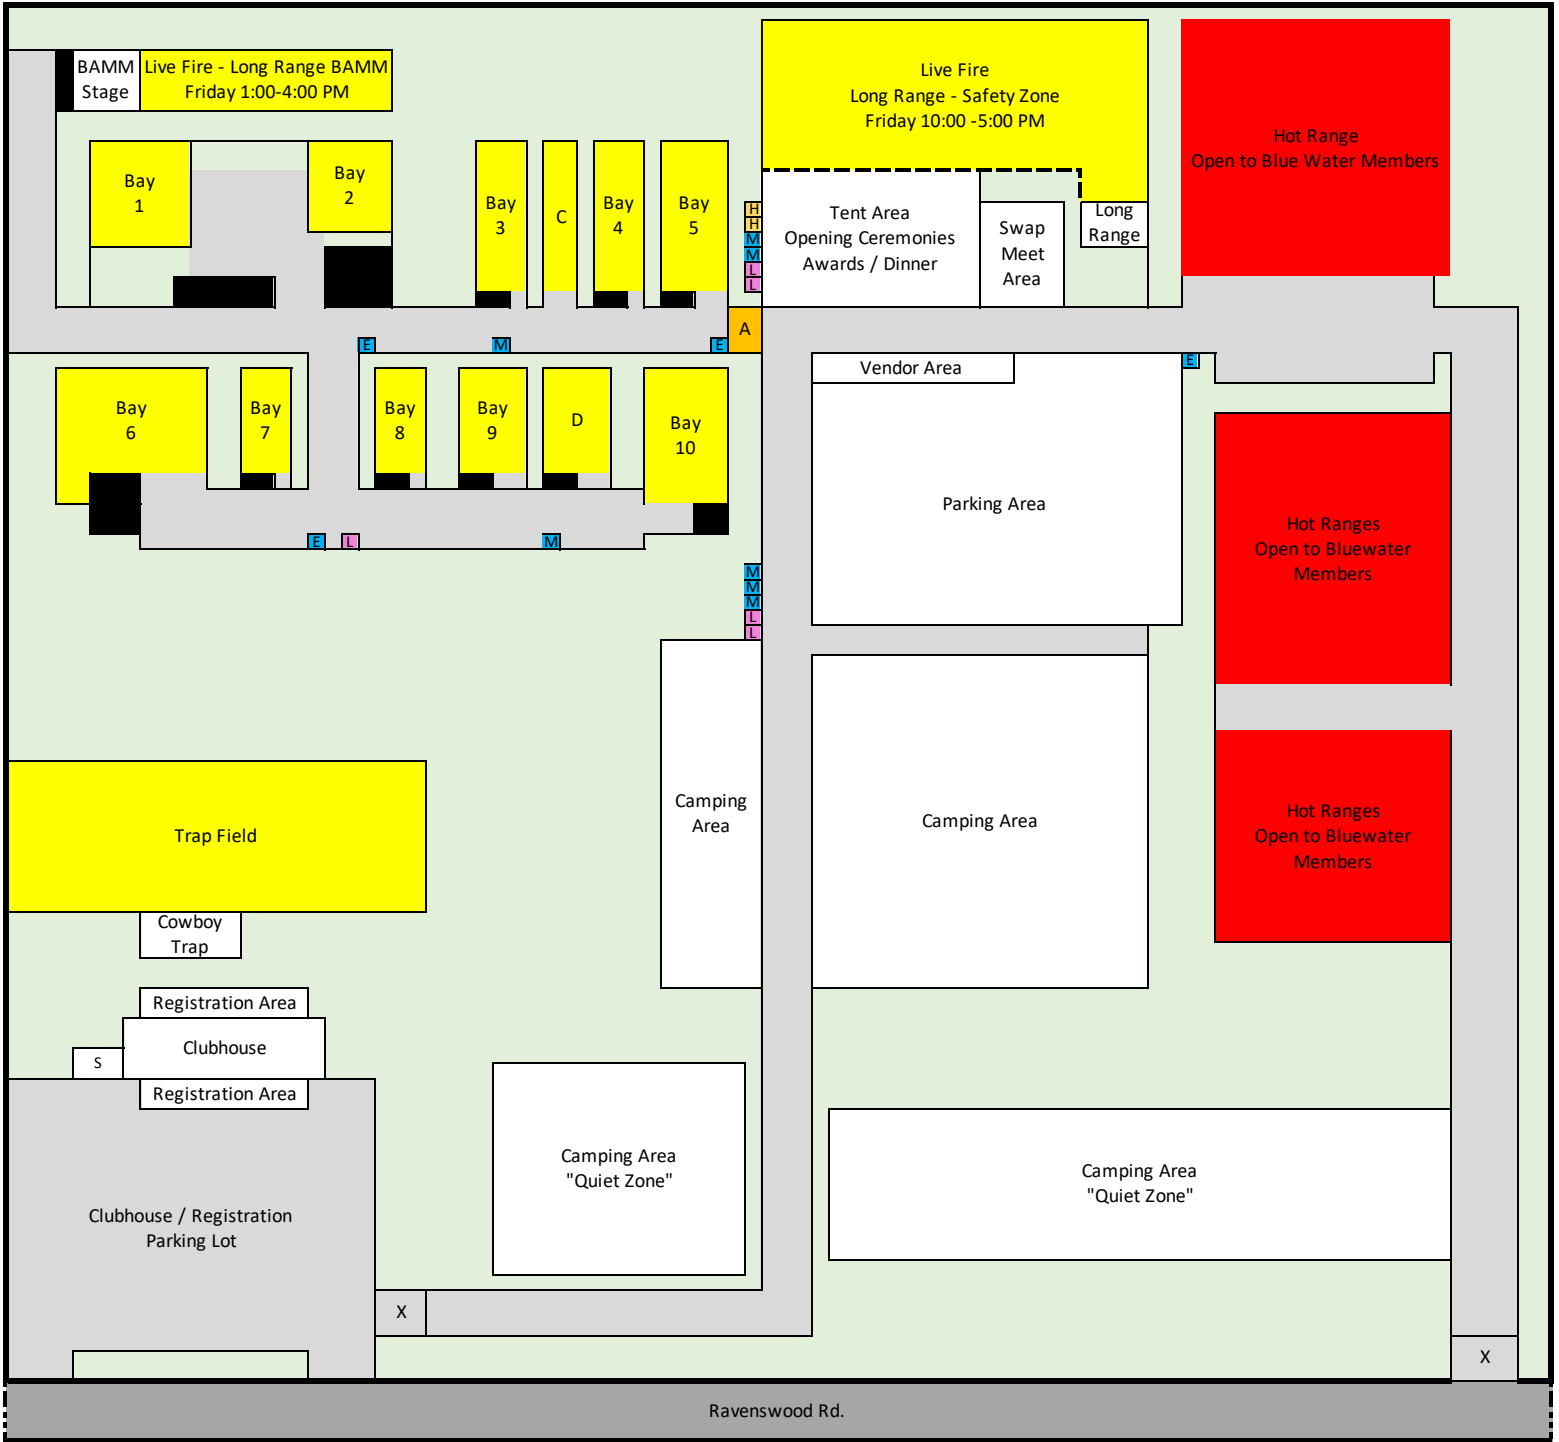 BAMM
Stage
Live Fire - Long Range BAMM
Friday 1:00-4:00 PM
Live Fire
Long Range - Safety Zone
Friday 10:00 -5:00 PM
Hot Range
Open to Blue Water Members
Bay
1
Bay
2
Bay
3
C
Bay
4
Bay
5
H
H
M
M
L
L
Tent Area
Opening Ceremonies
Awards / Dinner
Swap
Meet
Area
Long
Range
A
E
M
E
E
Vendor Area
Bay
6
Bay
7
Bay
8
Bay
9
D
Bay
10
Parking Area
Hot Ranges
Open to Bluewater
Members
E
L
M
M
M
M
L
L
Camping
Area
Camping Area
Hot Ranges
Open to Bluewater
Members
Trap Field
Cowboy
Trap
Registration Area
Clubhouse
S
Registration Area
Camping Area
"Quiet Zone"
Camping Area
"Quiet Zone"
Clubhouse / Registration
Parking Lot
X
X
Ravenswood Rd.